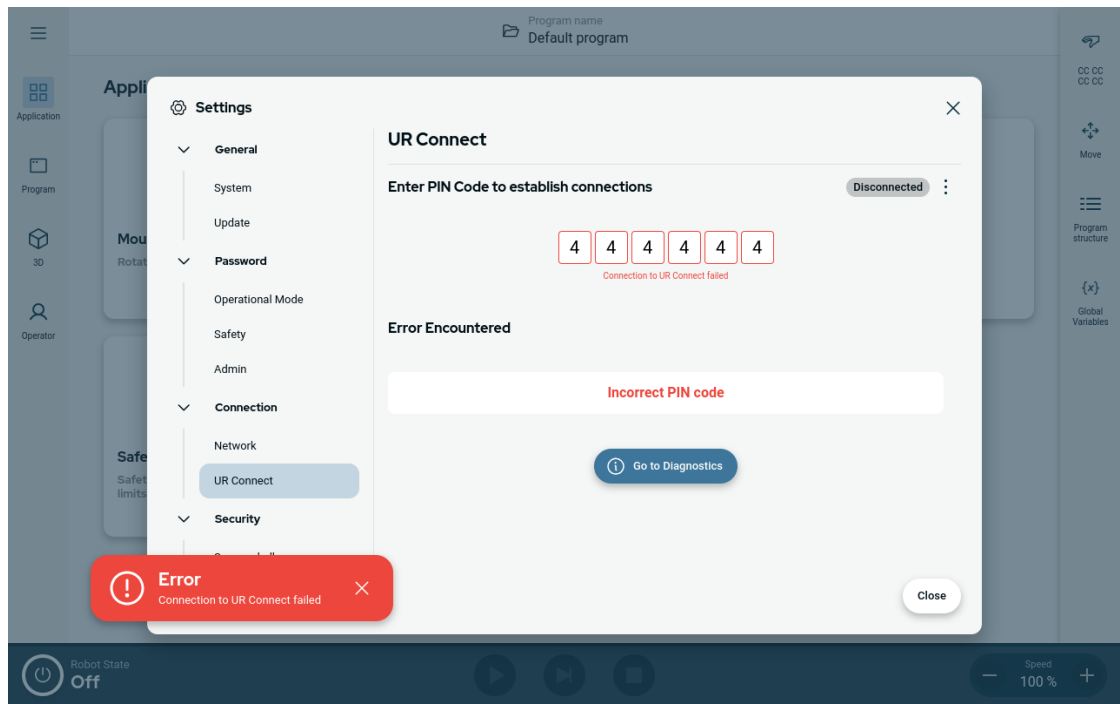 Program name
Default program
Application
Program
3D
Operator
Appli
Mou
Rotat
Safe
Safet
limits
Settings
General
System
Update
Password
Operational Mode
Safety
Admin
Connection
Network
UR Connect
Security
UR Connect
Enter PIN Code to establish connections
Disconnected
4 4 4 4 4 4
Connection to UR Connect failed
Error Encountered
Incorrect PIN code
Go to Diagnostics
Close
Error
Connection to UR Connect failed
CC CC
CC CC
Move
Program
structure
{x}
Global
Variables
Robot State
Off
Speed
100 %